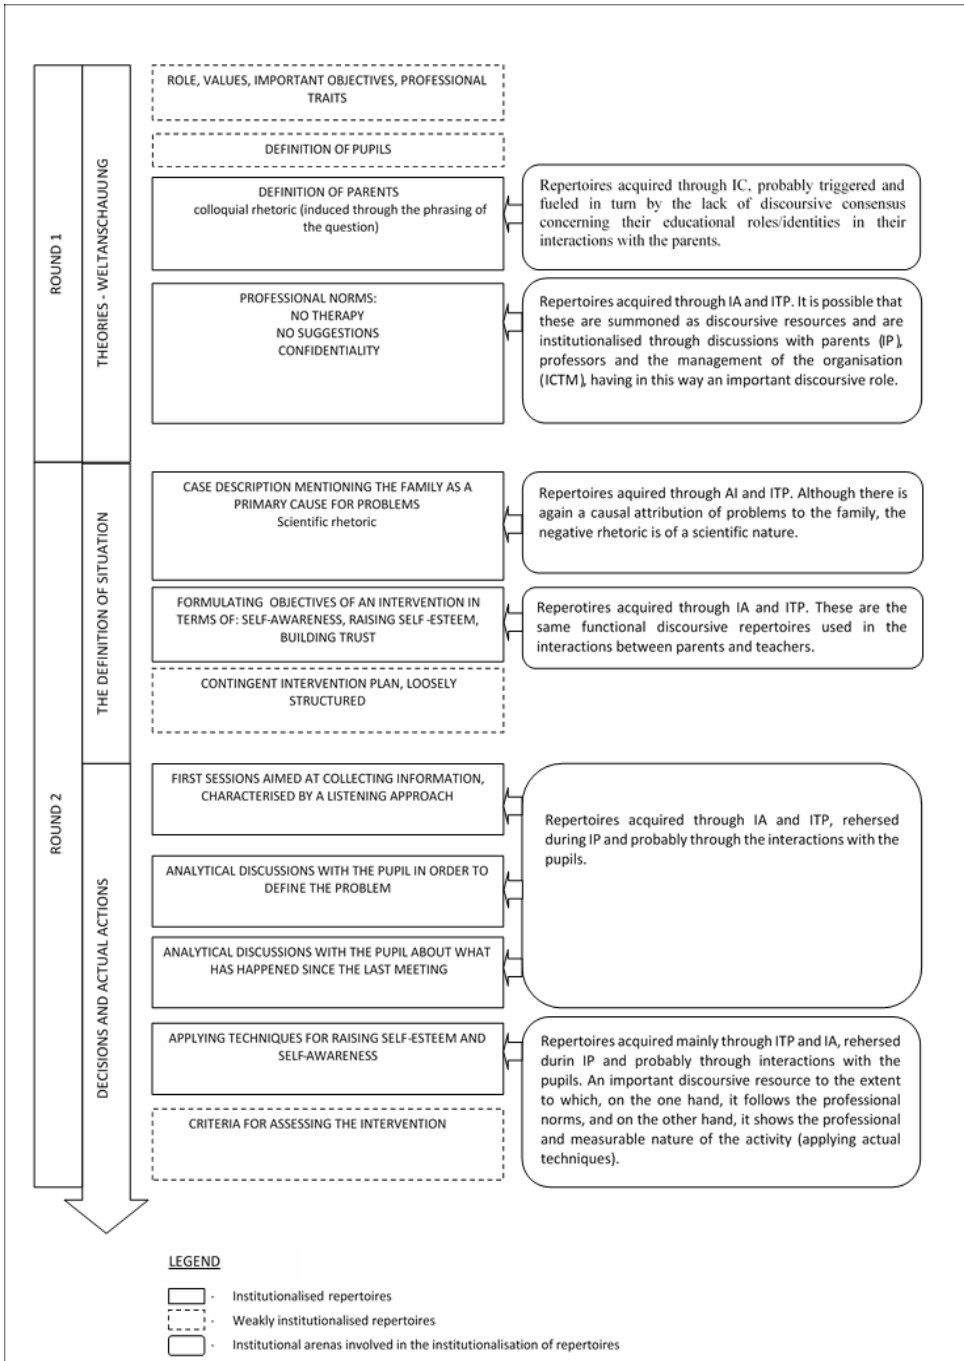 ROUND 1
THEORIES - WELTANSCHAUUNG
ROLE, VALUES, IMPORTANT OBJECTIVES, PROFESSIONAL
TRAITS
DEFINITION OF PUPILS
DEFINITION OF PARENTS
colloquial rhetoric (induced through the phrasing of
the question)
Repertoires acquired through IC, probably triggered and
fueled in turn by the lack of discoursive consensus
concerning their educational roles/identities in their
interactions with the parents.
PROFESSIONAL NORMS:
NO THERAPY
NO SUGGESTIONS
CONFIDENTIALITY
Repertoires acquired through IA and ITP. It is possible that
these are summoned as discoursive resources and are
institutionalised through discussions with parents (IP),
professors and the management of the organisation
(ICTM), having in this way an important discoursive role.
ROUND 2
THE DEFINITION OF SITUATION
CASE DESCRIPTION MENTIONING THE FAMILY AS A
PRIMARY CAUSE FOR PROBLEMS
Scientific rhetoric
Repertoires aquired through AI and ITP. Although there is
again a causal attribution of problems to the family, the
negative rhetoric is of a scientific nature.
FORMULATING OBJECTIVES OF AN INTERVENTION IN
TERMS OF: SELF-AWARENESS, RAISING SELF-ESTEEM,
BUILDING TRUST
Reperotires acquired through IA and ITP. These are the
same functional discoursive repertoires used in the
interactions between parents and teachers.
CONTINGENT INTERVENTION PLAN, LOOSELY
STRUCTURED
DECISIONS AND ACTUAL ACTIONS
FIRST SESSIONS AIMED AT COLLECTING INFORMATION,
CHARACTERISED BY A LISTENING APPROACH
Repertoires acquired through IA and ITP, rehersed
during IP and probably through the interactions with the
pupils.
ANALYTICAL DISCUSSIONS WITH THE PUPIL IN ORDER TO
DEFINE THE PROBLEM
ANALYTICAL DISCUSSIONS WITH THE PUPIL ABOUT WHAT
HAS HAPPENED SINCE THE LAST MEETING
APPLYING TECHNIQUES FOR RAISING SELF-ESTEEM AND
SELF-AWARENESS
Repertoires acquired mainly through ITP and IA, rehersed
durin IP and probably through interactions with the
pupils. An important discoursive resource to the extent
to which, on the one hand, it follows the professional
norms, and on the other hand, it shows the professional
and measurable nature of the activity (applying actual
techniques).
CRITERIA FOR ASSESSING THE INTERVENTION
LEGEND
- Institutionalised repertoires
- Weakly institutionalised repertoires
- Institutional arenas involved in the institutionalisation of repertoires